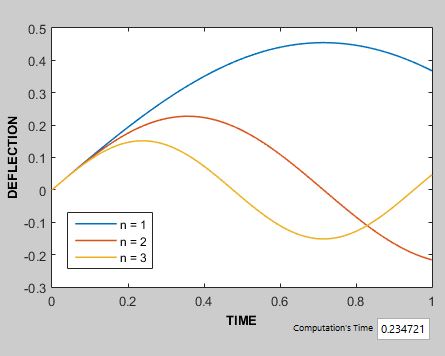 0.5
0.4
0.3
0.2
0.1
0
-0.1
-0.2
-0.3
DEFLECTION
n = 1
n = 2
n = 3
0 0.2 0.4 0.6 0.8 1
TIME
Computation's Time 0.234721